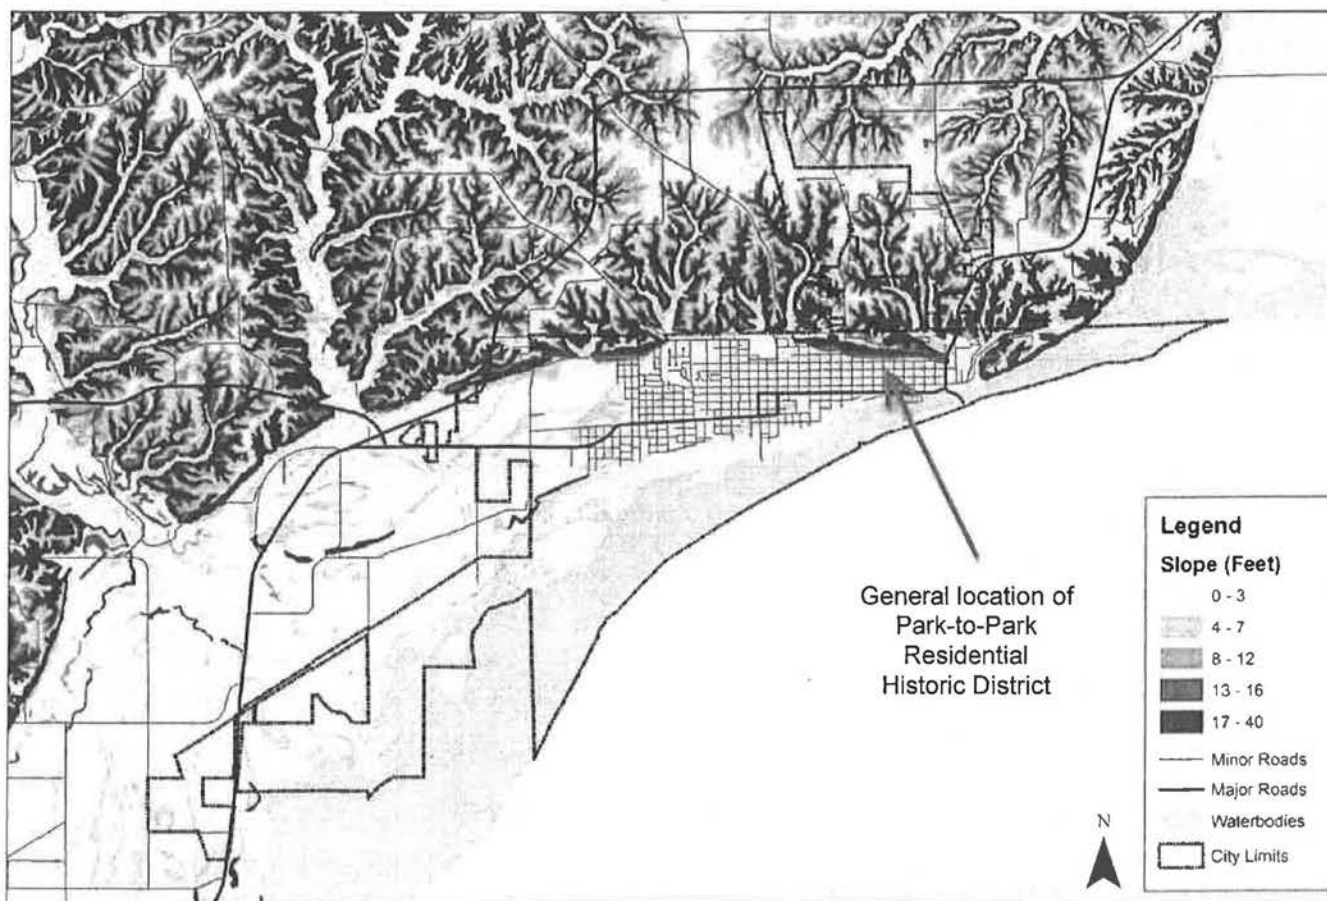 General location of
Park-to-Park
Residential
Historic District
Legend
Slope (Feet)
0 - 3
4 - 7
8 - 12
13 - 16
17 - 40
Minor Roads
Major Roads
Waterbodies
City Limits
N